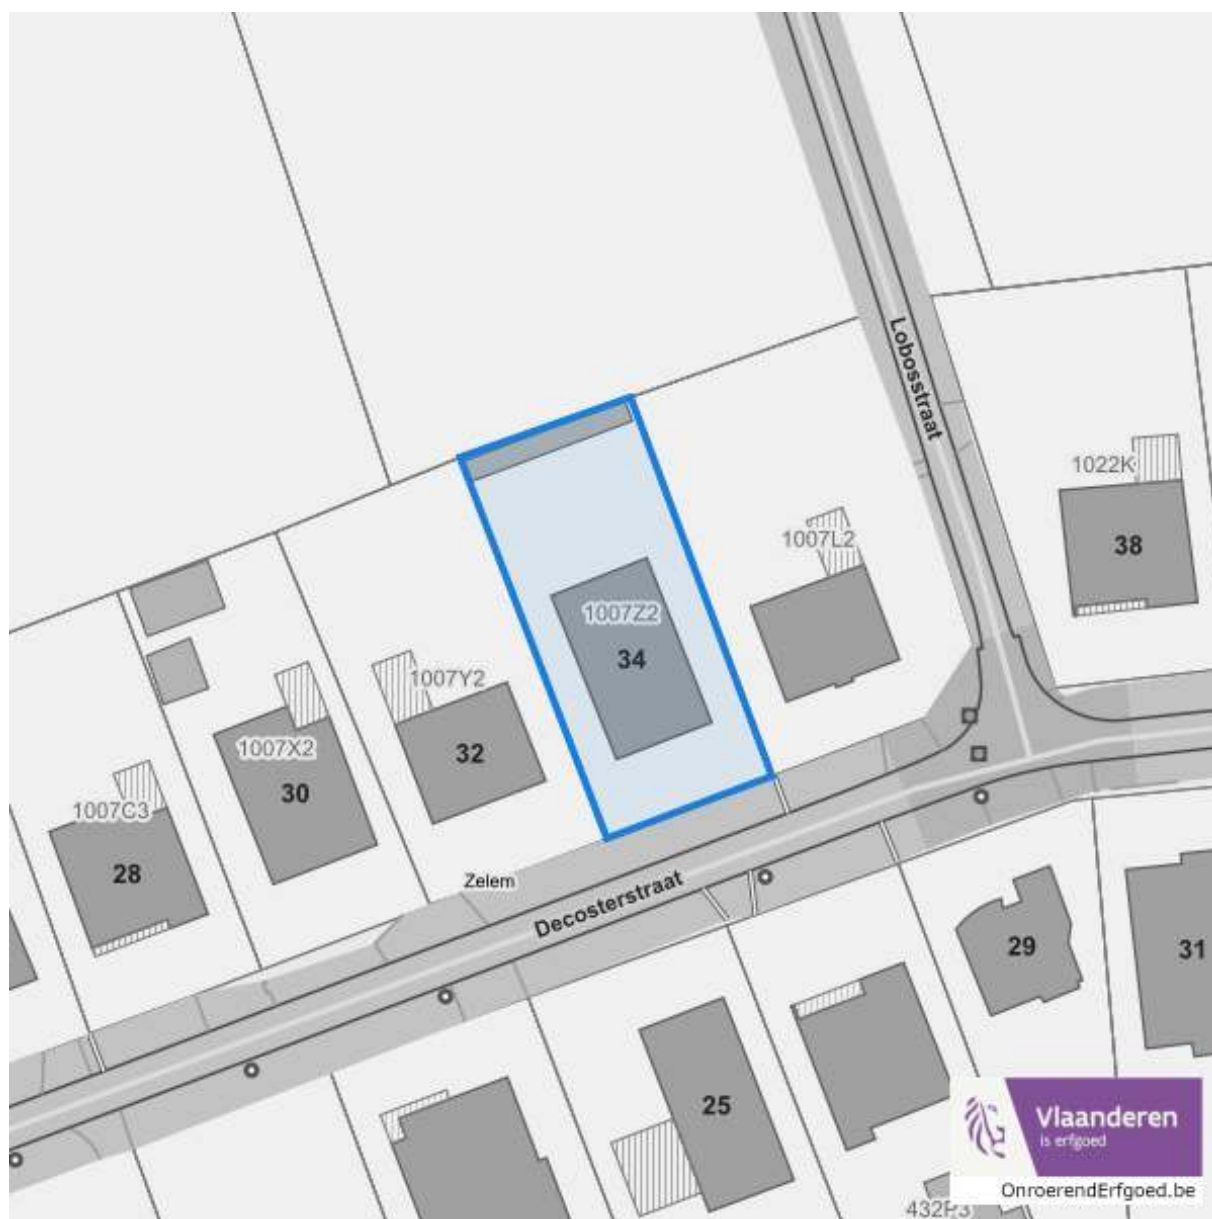 Lobosstraat
1022K
38
1007L2
1007Z2
34
1007Y2
32
1007X2
30
1007C3
28
Zelem
Decosterstraat
29
31
25
Vlaanderen
is erfgoed
OnroerendErfgoed.be